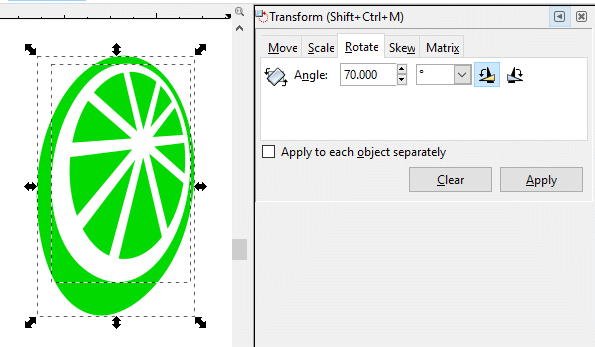 Transform (Shift+Ctrl+M)
Move Scale Rotate Skew Matrix
Angle: 70.000 °
Apply to each object separately
Clear Apply